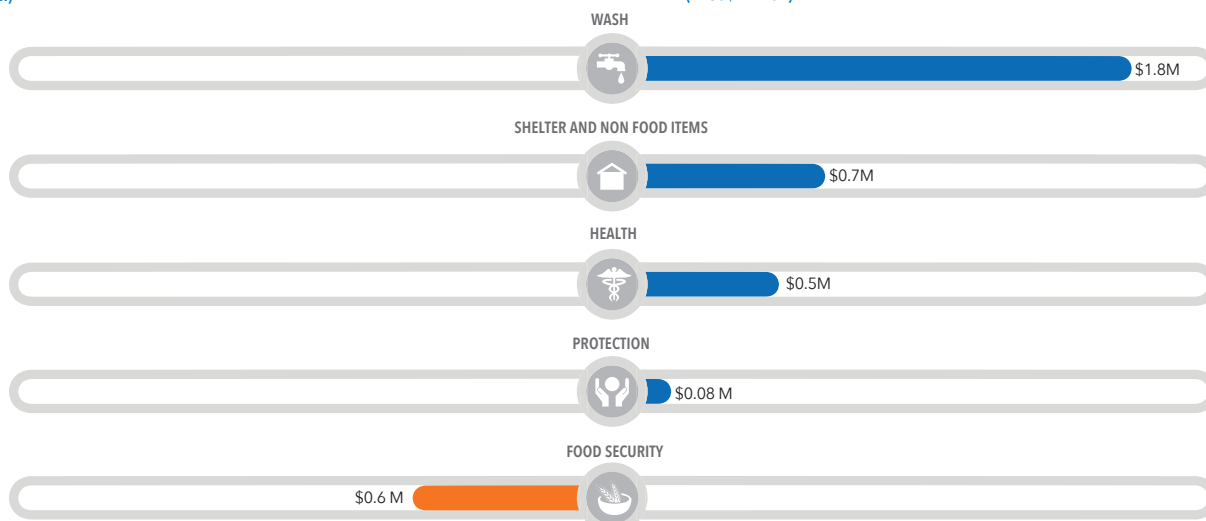 WASH
$1.8M
SHELTER AND NON FOOD ITEMS
$0.7M
HEALTH
$0.5M
PROTECTION
$0.08 M
FOOD SECURITY
$0.6 M